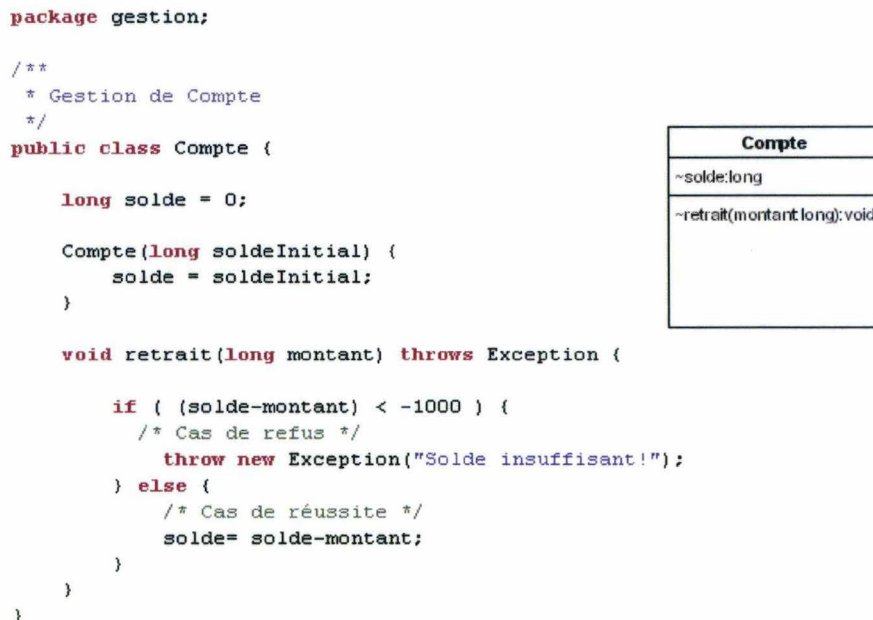 package gestion;
/**
* Gestion de Compte
*/
public class Compte {
long solde = 0;
Compte(long soldeInitial) {
solde = soldeInitial;
}
void retrait(long montant) throws Exception {
if ( (solde-montant) < -1000 ) {
/* Cas de refus */
throw new Exception("Solde insuffisant!");
} else {
/* Cas de réussite */
solde= solde-montant;
}
}
}
Compte
~solde:long
~retrait(montant:long):void